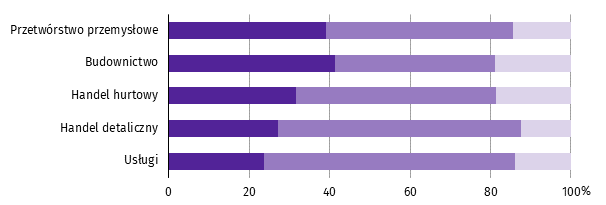 Przetwórstwo przemysłowe
Budownictwo
Handel hurtowy
Handel detaliczny
Usługi
0 20 40 60 80 100%